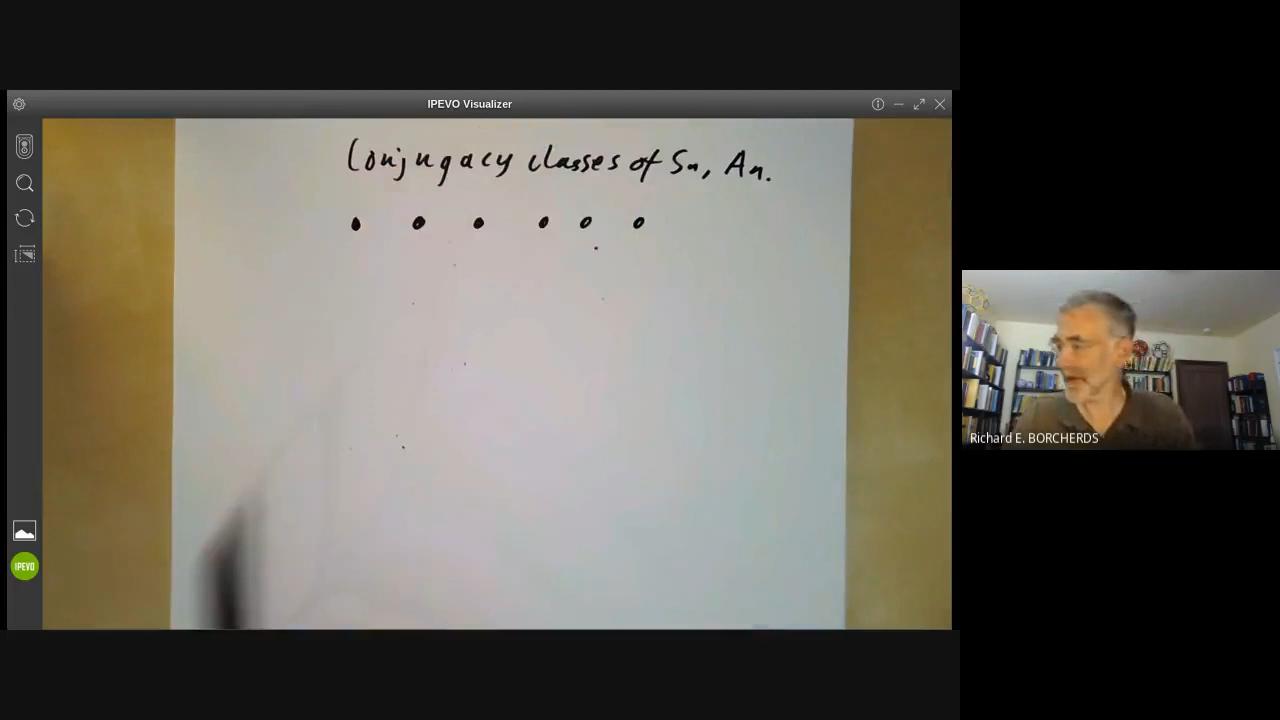 IPEVO Visualizer
Conjugacy classes of Sn, An.
Richard E. BORCHERDS
IPEVO